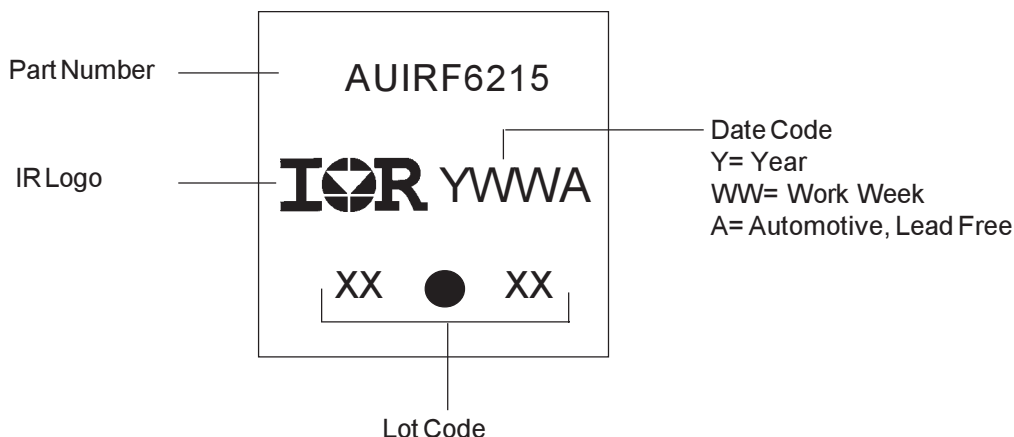 Part Number
AUIRF6215
Date Code
Y= Year
WW= Work Week
A= Automotive, Lead Free
IR Logo
IOR YWWA
XX XX
Lot Code